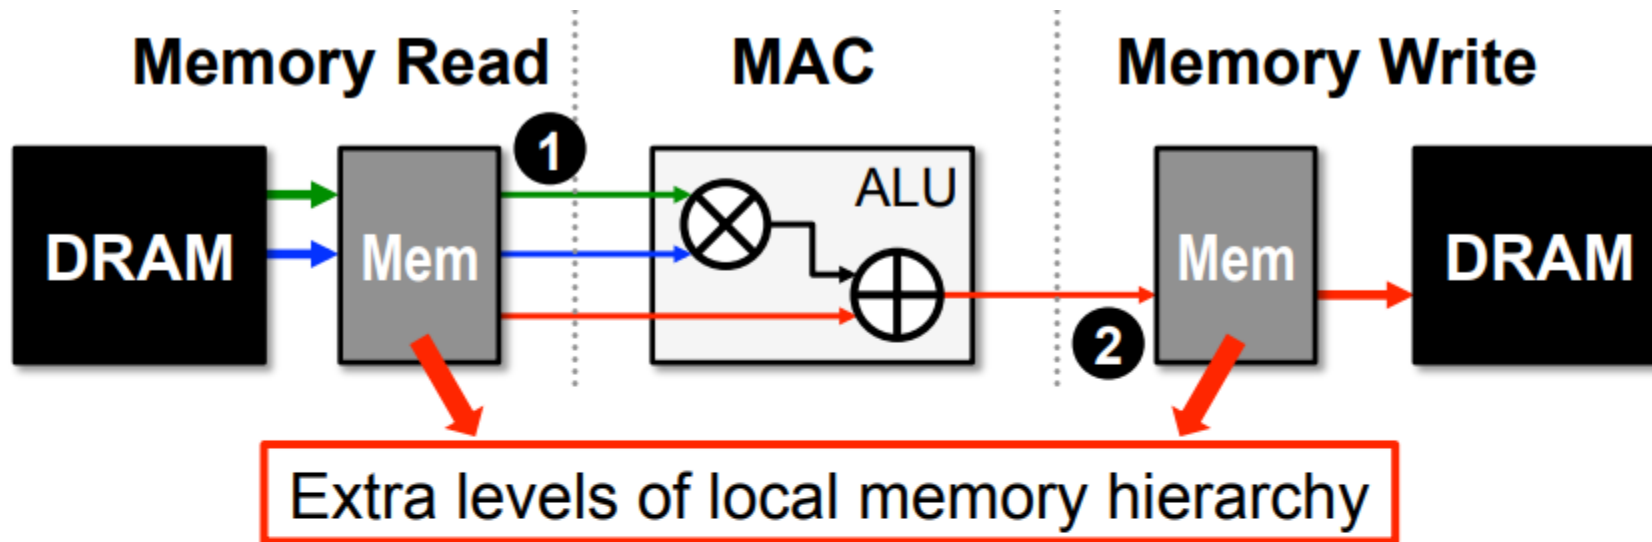 Memory Read
MAC
Memory Write
1
ALU
DRAM
Mem
Mem
DRAM
2
Extra levels of local memory hierarchy